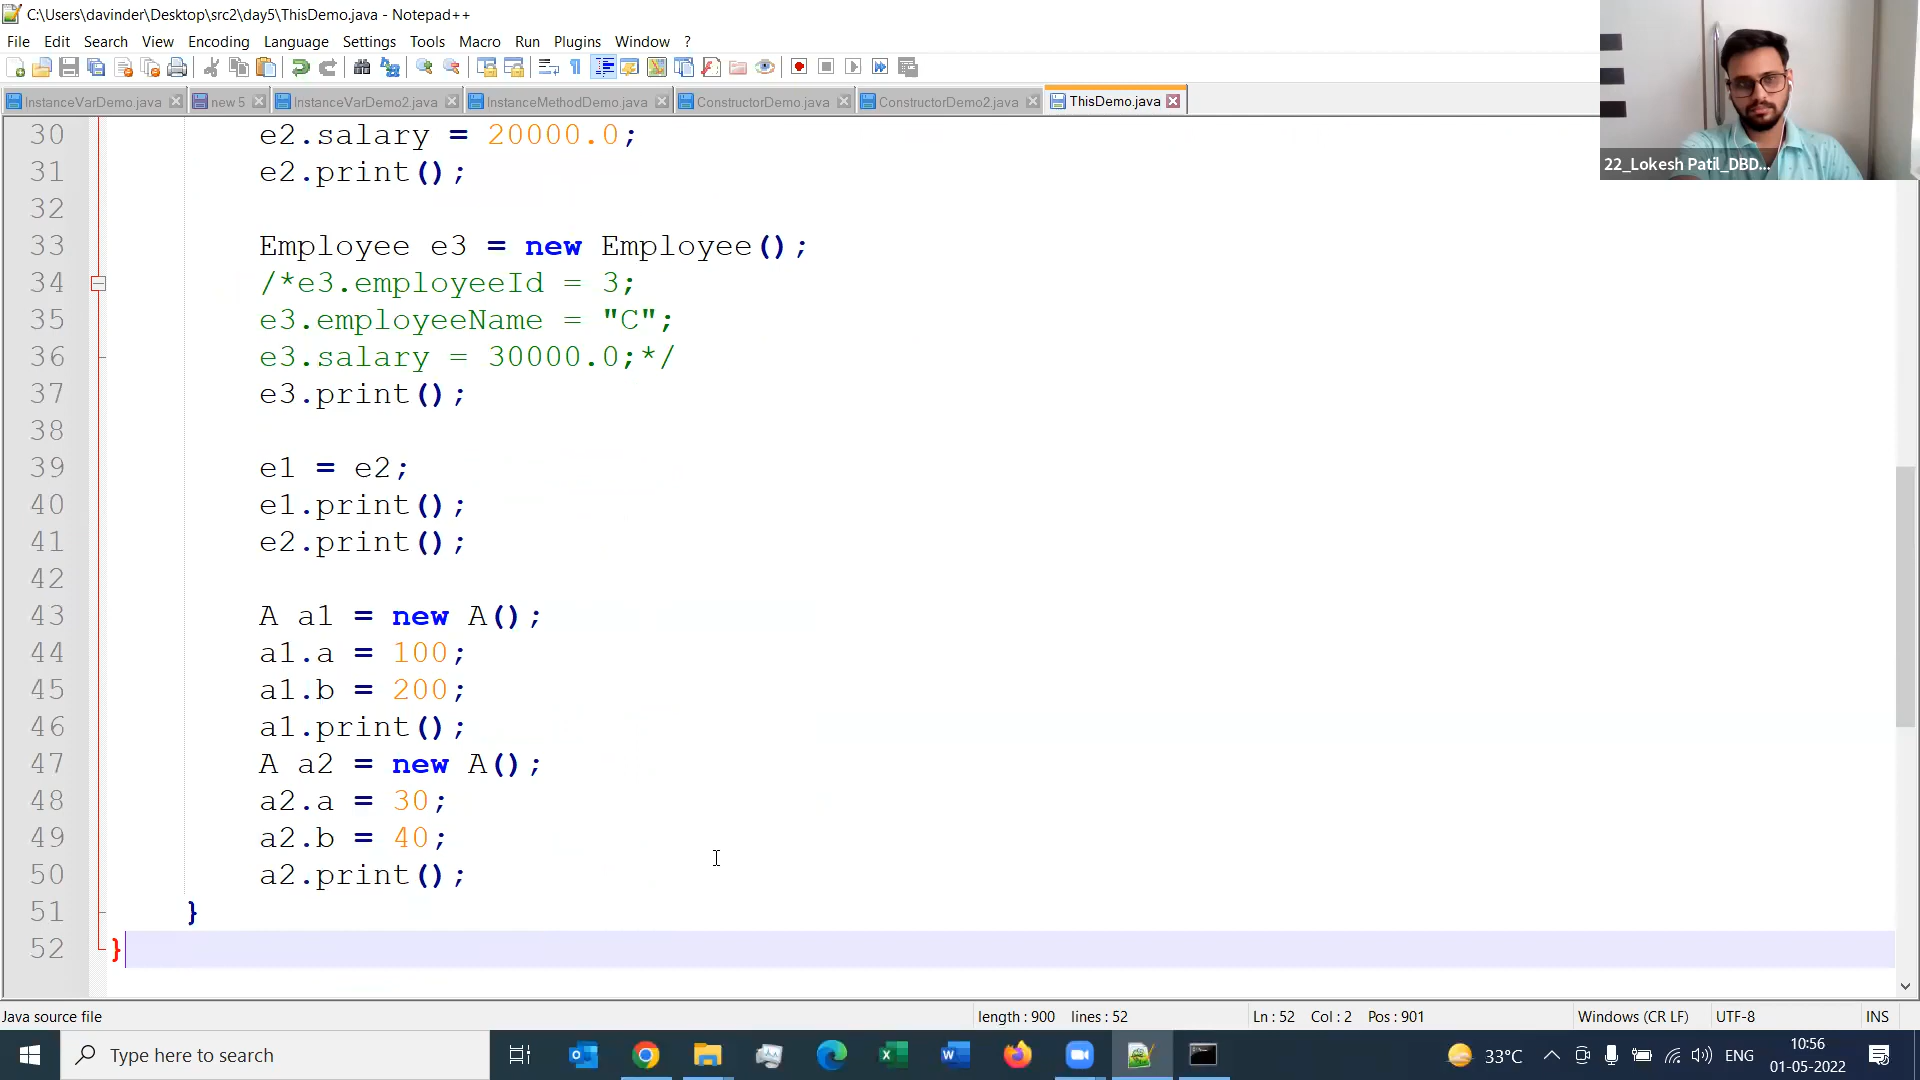 C:\Users\davinder\Desktop\src2\day5\ThisDemo.java - Notepad++
File Edit Search View Encoding Language Settings Tools Macro Run Plugins Window ?
InstanceVarDemo.java new 5 InstanceVarDemo2.java InstanceMethodDemo.java ConstructorDemo.java ConstructorDemo2.java ThisDemo.java
22_Lokesh Patil_DBD...
30 e2.salary = 20000.0;
31 e2.print();
32
33 Employee e3 = new Employee();
34 /*e3.employeeId = 3;
35 e3.employeeName = "C";
36 e3.salary = 30000.0;*/
37 e3.print();
38
39 e1 = e2;
40 e1.print();
41 e2.print();
42
43 A a1 = new A();
44 a1.a = 100;
45 a1.b = 200;
46 a1.print();
47 A a2 = new A();
48 a2.a = 30;
49 a2.b = 40;
50 a2.print();
51 }
52 }
Java source file length : 900 lines : 52 Ln : 52 Col : 2 Pos : 901 Windows (CR LF) UTF-8 INS
Type here to search 33°C ENG 10:56
01-05-2022